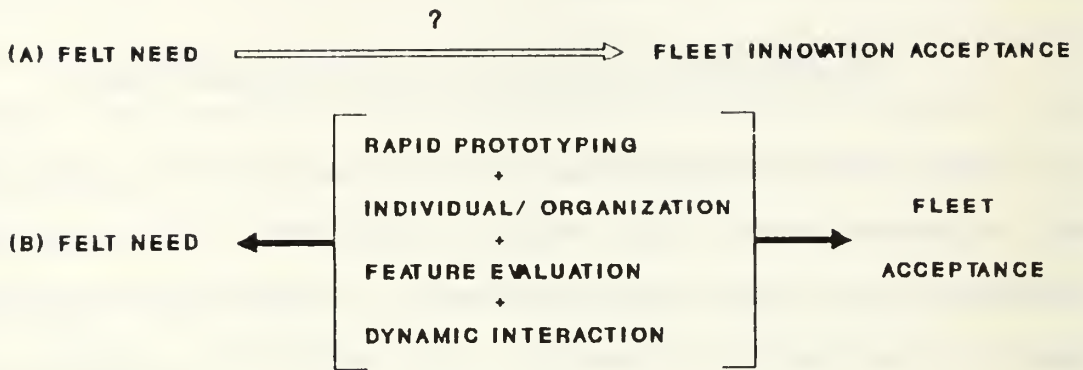 ?
(A) FELT NEED FLEET INNOVATION ACCEPTANCE
RAPID PROTOTYPING
+
INDIVIDUAL/ ORGANIZATION
+
FEATURE EVALUATION
+
DYNAMIC INTERACTION
(B) FELT NEED
FLEET
ACCEPTANCE